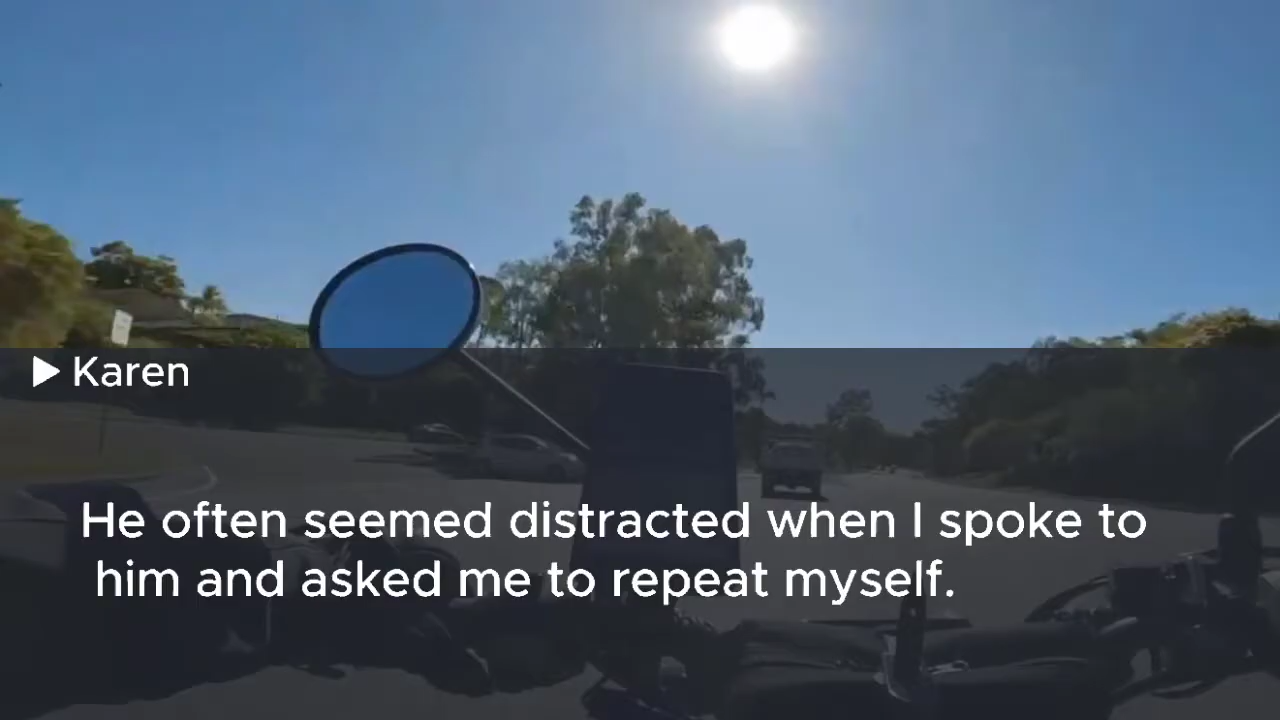 ▶ Karen
He often seemed distracted when I spoke to
him and asked me to repeat myself.